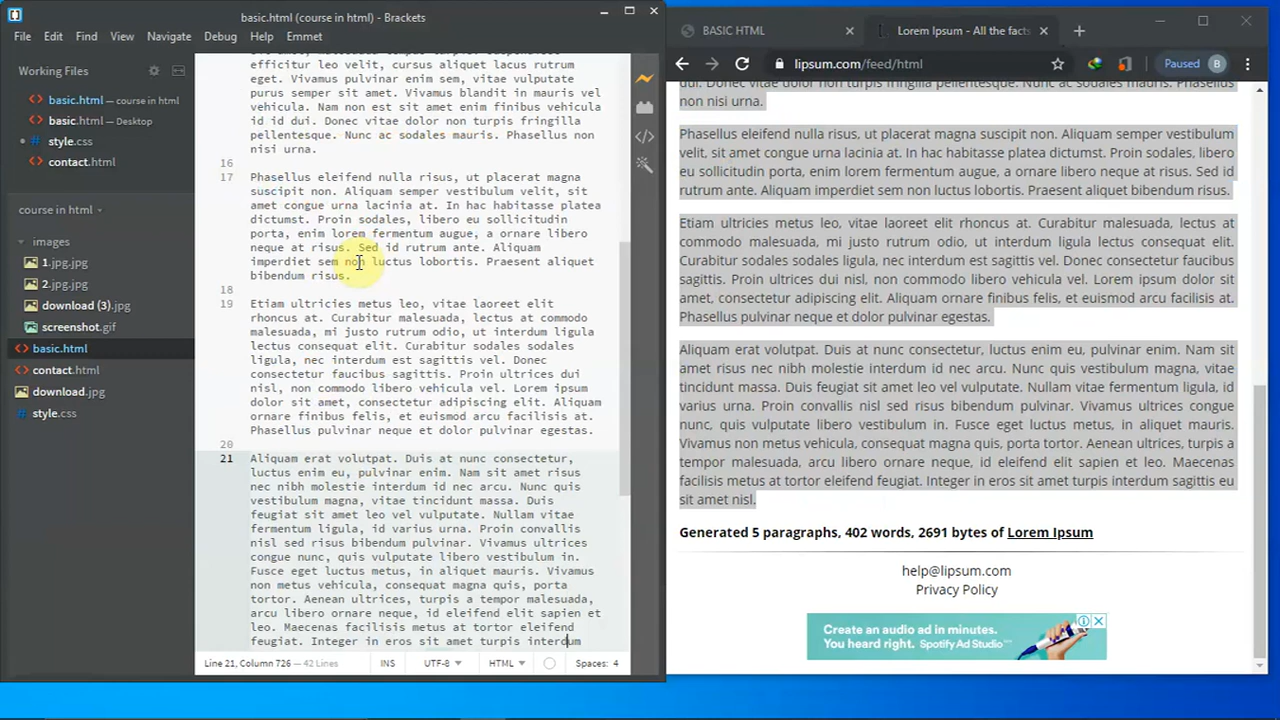 basic.html (course in html) - Brackets
File Edit Find View Navigate Debug Help Emmet
Working Files
basic.html — course in html
basic.html — Desktop
style.css
contact.html
course in html
images
1.jpg.jpg
2.jpg.jpg
download (3).jpg
screenshot.gif
basic.html
contact.html
download.jpg
style.css
efficitur leo velit, cursus aliquet lacus rutrum
eget. Vivamus pulvinar enim sem, vitae vulputate
purus semper sit amet. Vivamus blandit in mauris vel
vehicula. Nam non est sit amet enim finibus vehicula
id id dui. Donec vitae dolor non turpis fringilla
pellentesque. Nunc ac sodales mauris. Phasellus non
nisi urna.
16
17 Phasellus eleifend nulla risus, ut placerat magna
suscipit non. Aliquam semper vestibulum velit, sit
amet congue urna lacinia at. In hac habitasse platea
dictumst. Proin sodales, libero eu sollicitudin
porta, enim lorem fermentum augue, a ornare libero
neque at risus. Sed id rutrum ante. Aliquam
imperdiet sem non luctus lobortis. Praesent aliquet
bibendum risus.
18
19 Etiam ultricies metus leo, vitae laoreet elit
rhoncus at. Curabitur malesuada, lectus at commodo
malesuada, mi justo rutrum odio, ut interdum ligula
lectus consequat elit. Curabitur sodales sodales
ligula, nec interdum est sagittis vel. Donec
consectetur faucibus sagittis. Proin ultrices dui
nisl, non commodo libero vehicula vel. Lorem ipsum
dolor sit amet, consectetur adipiscing elit. Aliquam
ornare finibus felis, et euismod arcu facilisis at.
Phasellus pulvinar neque et dolor pulvinar egestas.
20
21 Aliquam erat volutpat. Duis at nunc consectetur,
luctus enim eu, pulvinar enim. Nam sit amet risus
nec nibh molestie interdum id nec arcu. Nunc quis
vestibulum magna, vitae tincidunt massa. Duis
feugiat sit amet leo vel vulputate. Nullam vitae
fermentum ligula, id varius urna. Proin convallis
nisl sed risus bibendum pulvinar. Vivamus ultrices
congue nunc, quis vulputate libero vestibulum in.
Fusce eget luctus metus, in aliquet mauris. Vivamus
non metus vehicula, consequat magna quis, porta
tortor. Aenean ultrices, turpis a tempor malesuada,
arcu libero ornare neque, id eleifend elit sapien et
leo. Maecenas facilisis metus at tortor eleifend
feugiat. Integer in eros sit amet turpis interdum
Line 21, Column 726 — 42 Lines INS UTF-8 HTML Spaces: 4
BASIC HTML Lorem Ipsum - All the facts
lipsum.com/feed/html Paused B
dui. Donec vitae dolor non turpis fringilla pellentesque. Nunc ac sodales mauris. Phasellus
non nisi urna.
Phasellus eleifend nulla risus, ut placerat magna suscipit non. Aliquam semper vestibulum
velit, sit amet congue urna lacinia at. In hac habitasse platea dictumst. Proin sodales, libero
eu sollicitudin porta, enim lorem fermentum augue, a ornare libero neque at risus. Sed id
rutrum ante. Aliquam imperdiet sem non luctus lobortis. Praesent aliquet bibendum risus.
Etiam ultricies metus leo, vitae laoreet elit rhoncus at. Curabitur malesuada, lectus at
commodo malesuada, mi justo rutrum odio, ut interdum ligula lectus consequat elit.
Curabitur sodales sodales ligula, nec interdum est sagittis vel. Donec consectetur faucibus
sagittis. Proin ultrices dui nisl, non commodo libero vehicula vel. Lorem ipsum dolor sit
amet, consectetur adipiscing elit. Aliquam ornare finibus felis, et euismod arcu facilisis at.
Phasellus pulvinar neque et dolor pulvinar egestas.
Aliquam erat volutpat. Duis at nunc consectetur, luctus enim eu, pulvinar enim. Nam sit
amet risus nec nibh molestie interdum id nec arcu. Nunc quis vestibulum magna, vitae
tincidunt massa. Duis feugiat sit amet leo vel vulputate. Nullam vitae fermentum ligula, id
varius urna. Proin convallis nisl sed risus bibendum pulvinar. Vivamus ultrices congue
nunc, quis vulputate libero vestibulum in. Fusce eget luctus metus, in aliquet mauris.
Vivamus non metus vehicula, consequat magna quis, porta tortor. Aenean ultrices, turpis a
tempor malesuada, arcu libero ornare neque, id eleifend elit sapien et leo. Maecenas
facilisis metus at tortor eleifend feugiat. Integer in eros sit amet turpis interdum sagittis eu
sit amet nisl.
Generated 5 paragraphs, 402 words, 2691 bytes of Lorem Ipsum
help@lipsum.com
Privacy Policy
Create an audio ad in minutes.
You heard right. Spotify Ad Studio